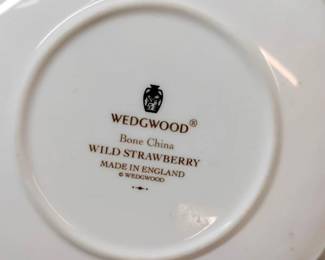 WEDGWOOD®
Bone China
WILD STRAWBERRY
MADE IN ENGLAND
© WEDGWOOD